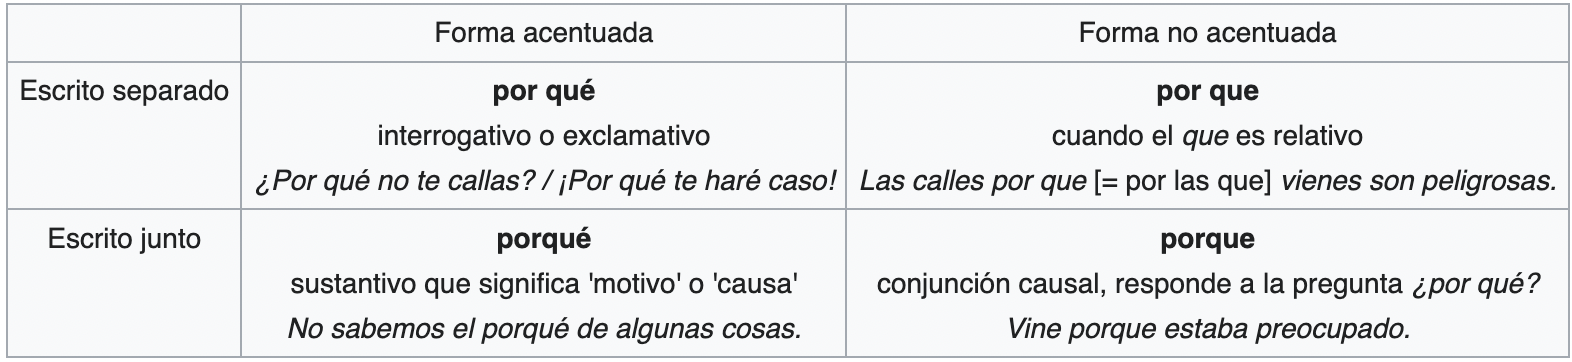 Forma acentuada
Forma no acentuada
Escrito separado
por qué
interrogativo o exclamativo
¿Por qué no te callas? / ¡Por qué te haré caso!
por que
cuando el que es relativo
Las calles por que [= por las que] vienes son peligrosas.
Escrito junto
porqué
sustantivo que significa 'motivo' o 'causa'
No sabemos el porqué de algunas cosas.
porque
conjunción causal, responde a la pregunta ¿por qué?
Vine porque estaba preocupado.